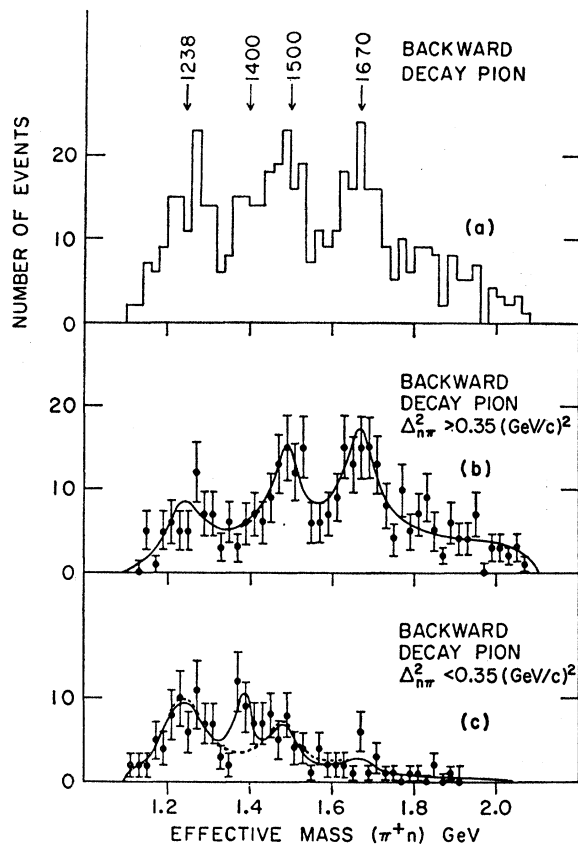 1238
1400
1500
1670
BACKWARD
DECAY PION
NUMBER OF EVENTS
20
10
0
(a)
BACKWARD
DECAY PION
Δ²nπ ≥0.35 (GeV/c)²
20
10
0
(b)
BACKWARD
DECAY PION
Δ²nπ <0.35 (GeV/c)²
10
0
(c)
1.2 1.4 1.6 1.8 2.0
EFFECTIVE MASS (π⁺n) GeV